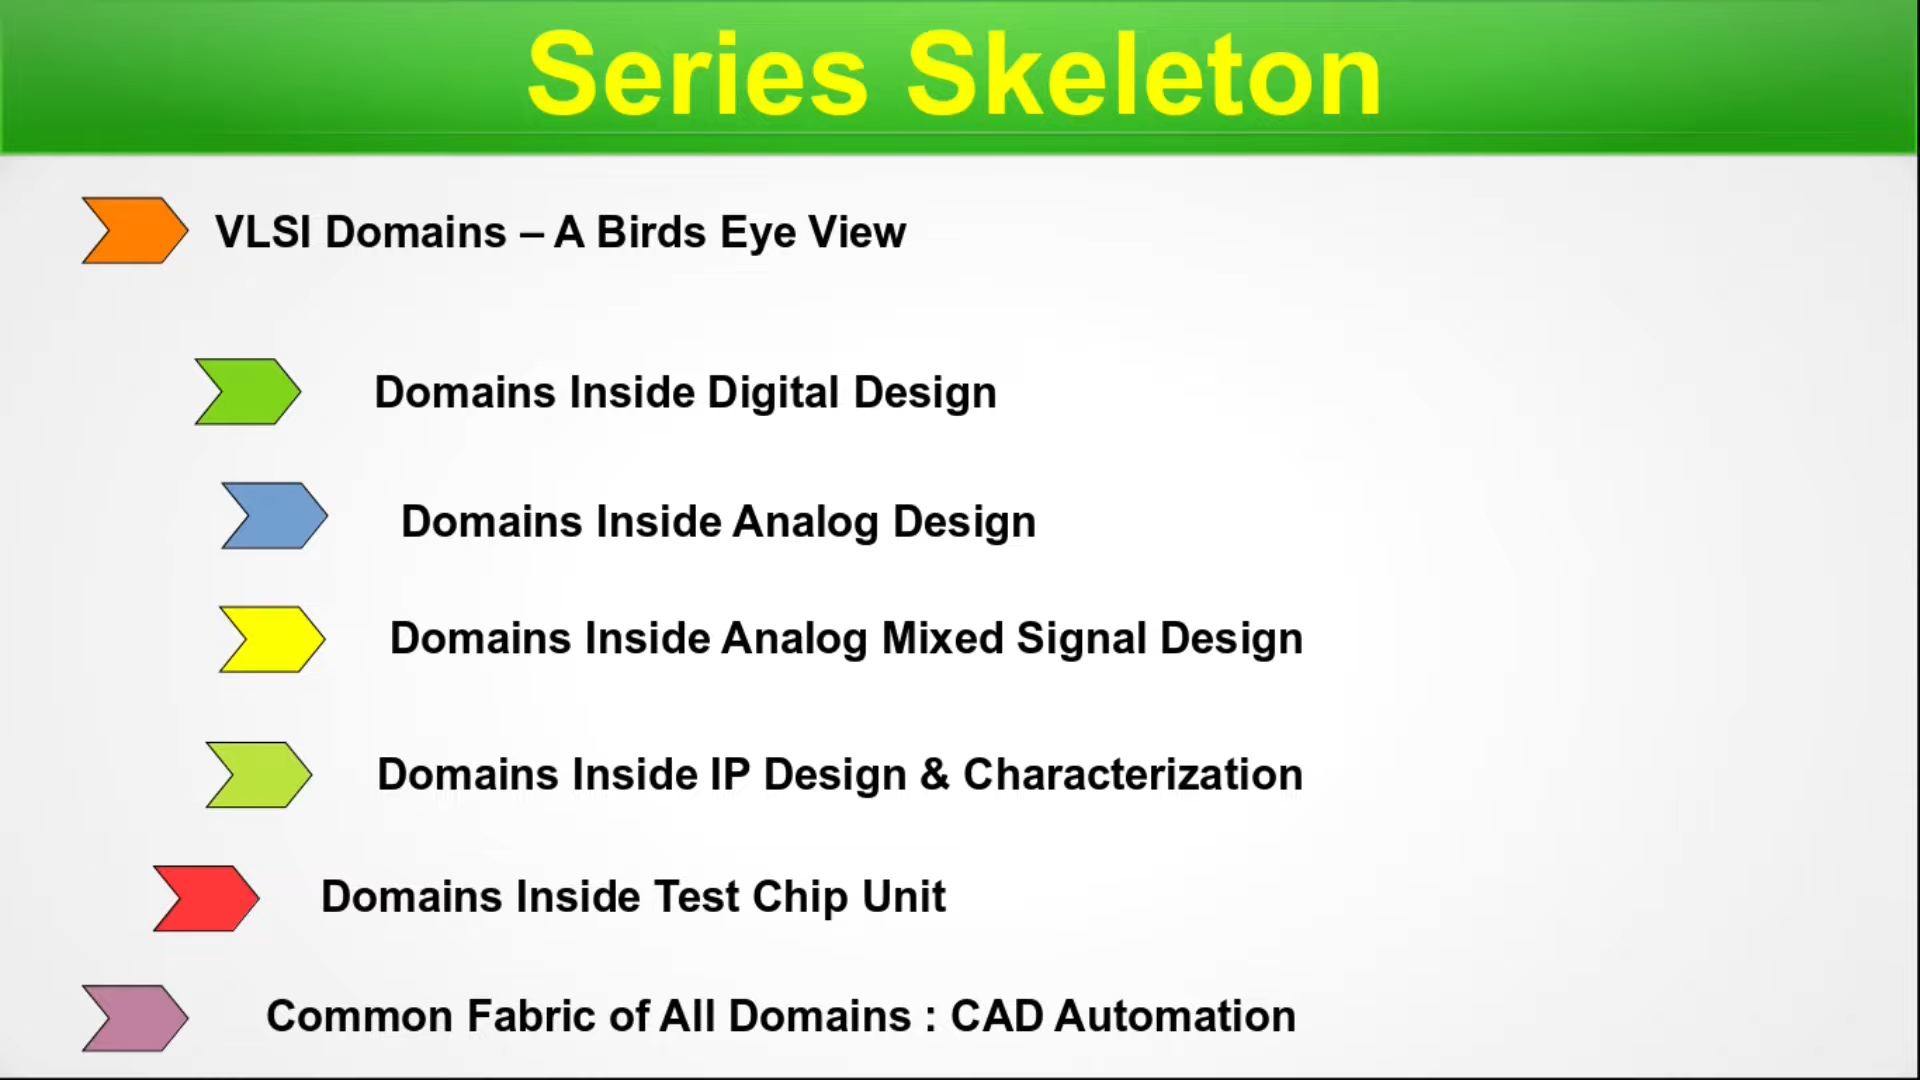 Series Skeleton
VLSI Domains – A Birds Eye View
Domains Inside Digital Design
Domains Inside Analog Design
Domains Inside Analog Mixed Signal Design
Domains Inside IP Design & Characterization
Domains Inside Test Chip Unit
Common Fabric of All Domains : CAD Automation